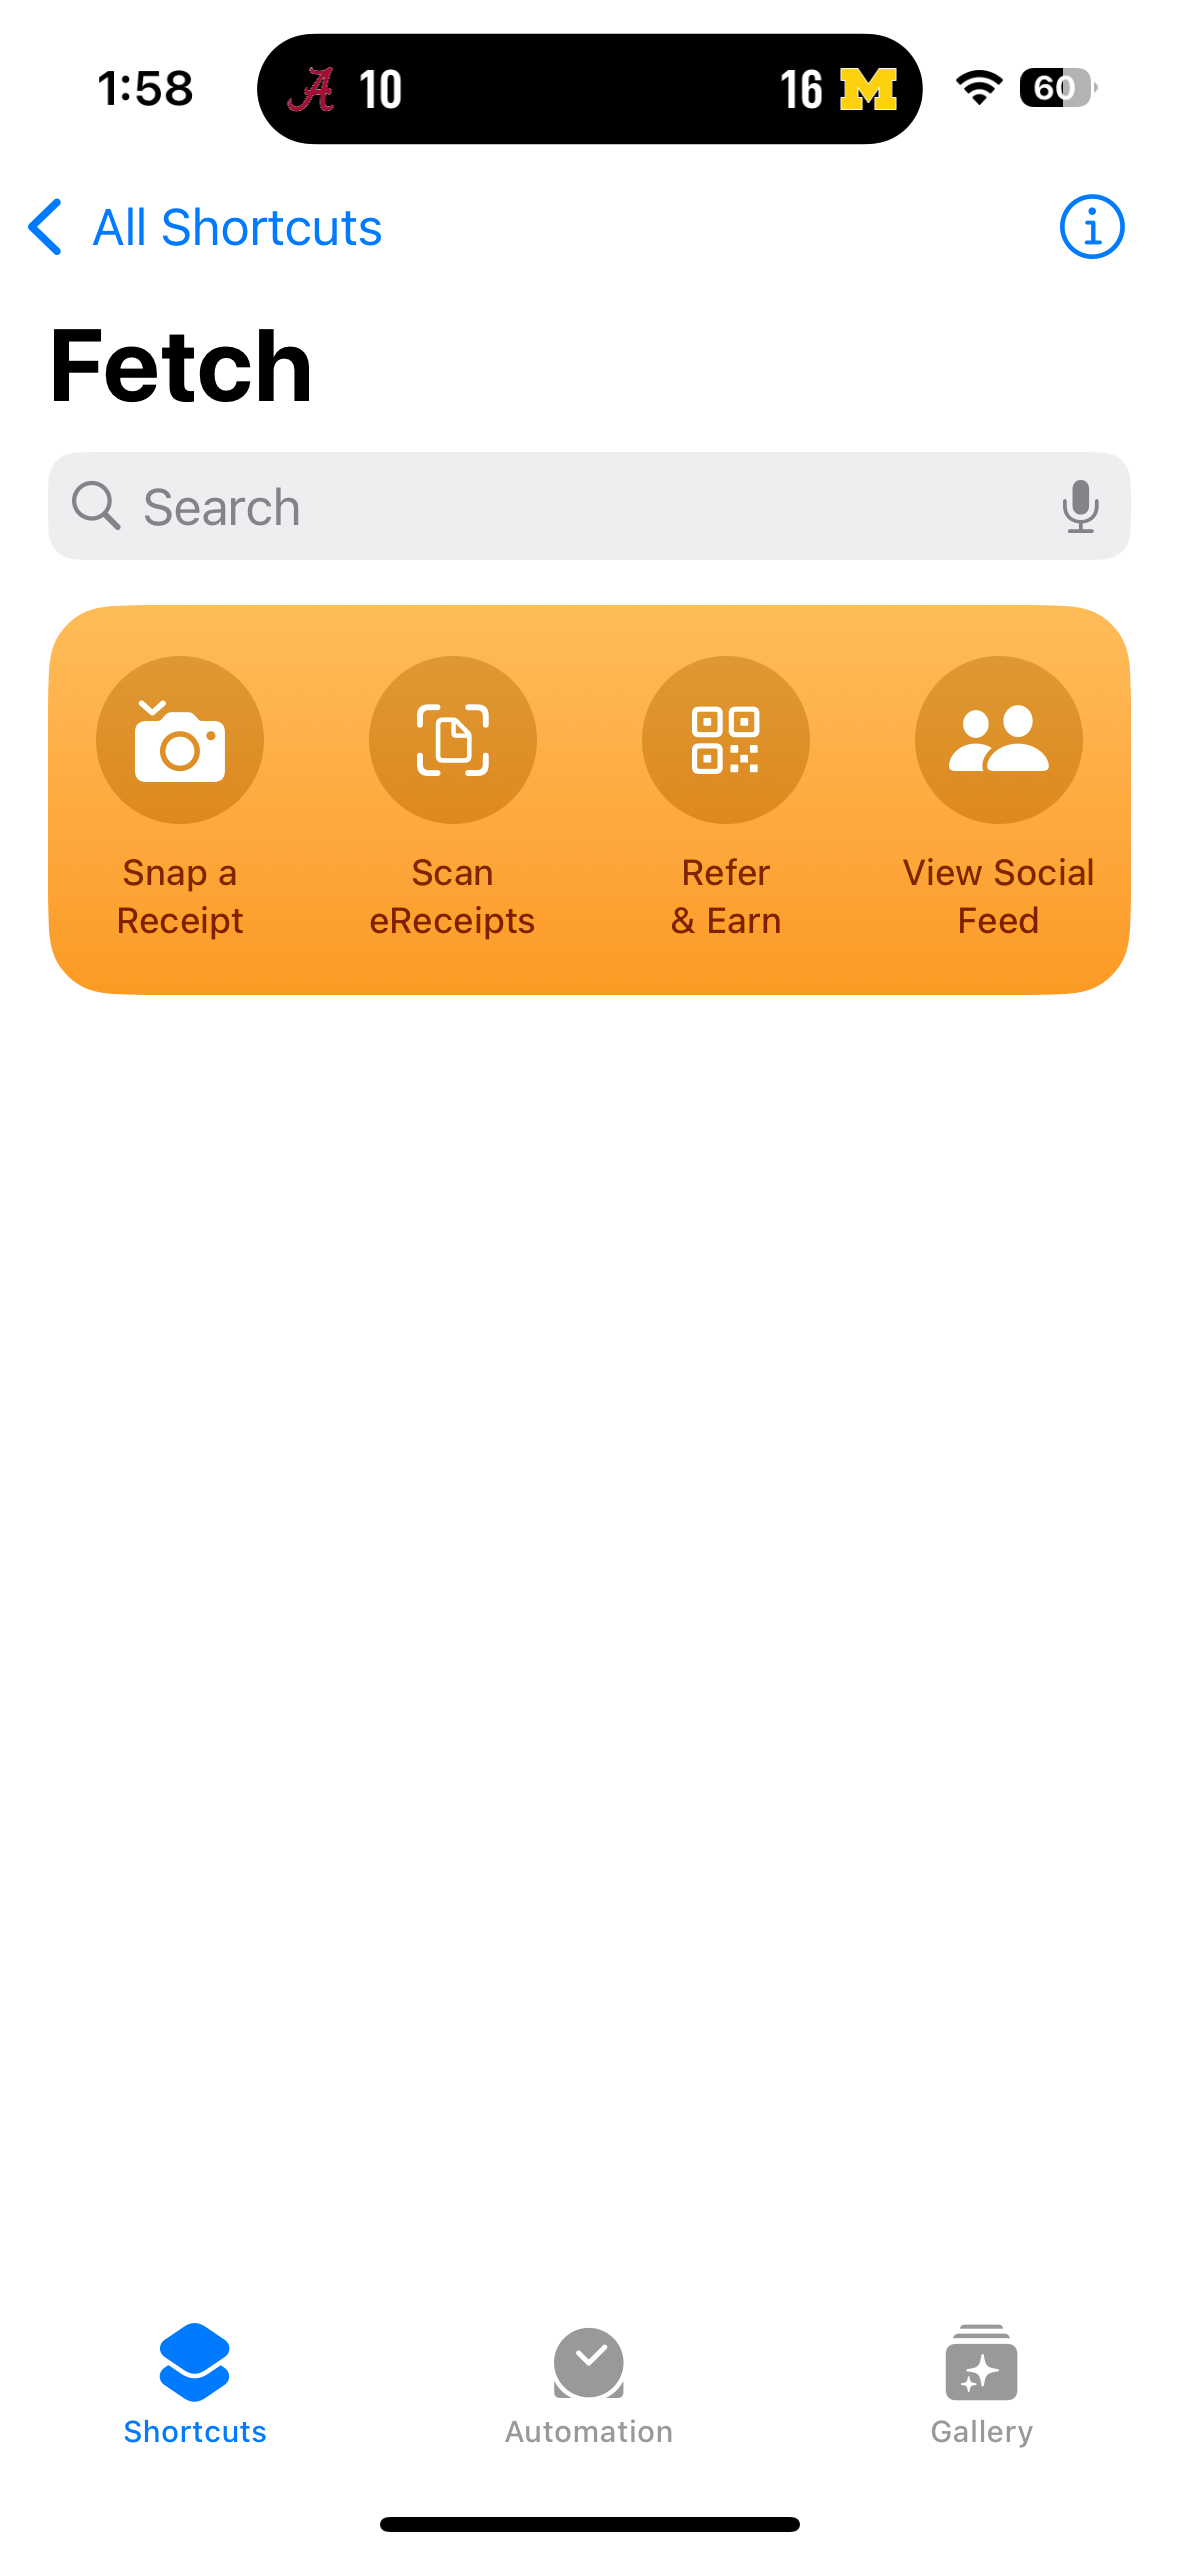 1:58
A 10
16 M
60
All Shortcuts
Fetch
Search
Snap a
Receipt
Scan
eReceipts
Refer
& Earn
View Social
Feed
Shortcuts
Automation
Gallery